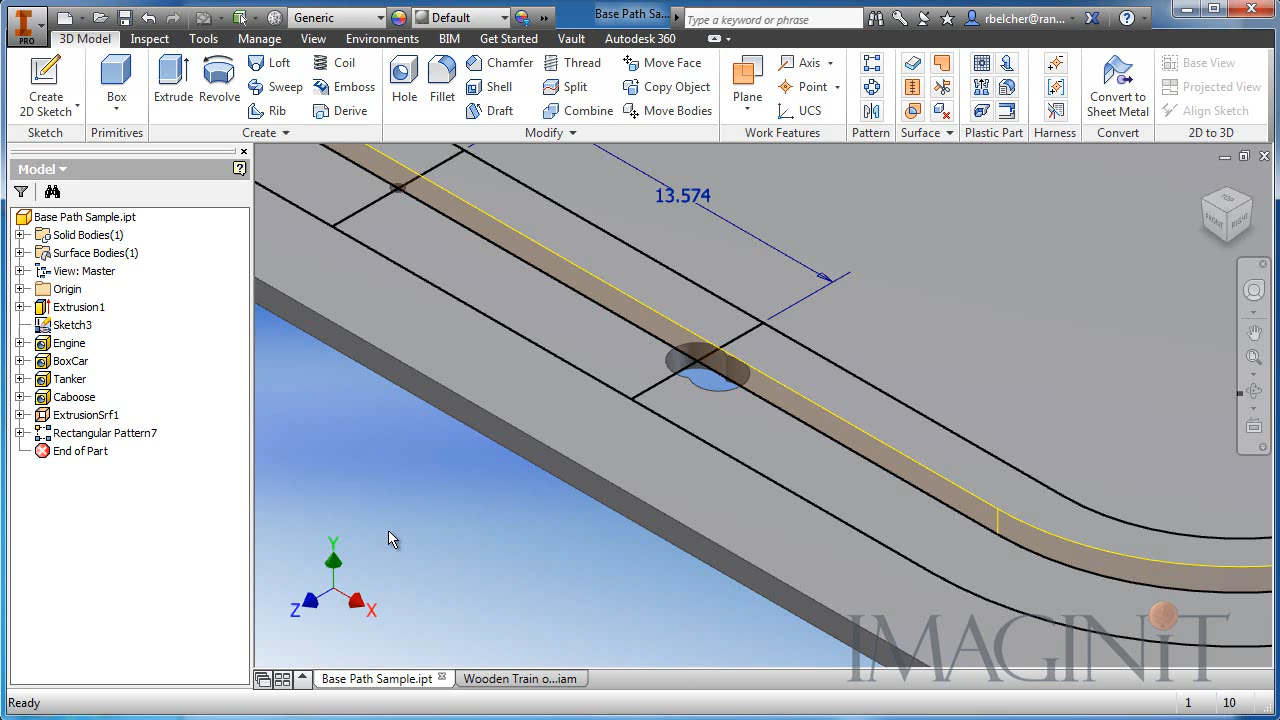 PRO
Generic
Default
Base Path Sa...
Type a keyword or phrase
rbelcher@ran...
3D Model Inspect Tools Manage View Environments BIM Get Started Vault Autodesk 360
Create 2D Sketch
Box
Extrude
Revolve
Loft
Sweep
Rib
Coil
Emboss
Derive
Hole
Fillet
Chamfer
Shell
Draft
Thread
Split
Combine
Move Face
Copy Object
Move Bodies
Plane
Axis
Point
UCS
Convert to Sheet Metal
Base View
Projected View
Align Sketch
Sketch Primitives Create Modify Work Features Pattern Surface Plastic Part Harness Convert 2D to 3D
Model
Base Path Sample.ipt
Solid Bodies(1)
Surface Bodies(1)
View: Master
Origin
Extrusion1
Sketch3
Engine
BoxCar
Tanker
Caboose
ExtrusionSrf1
Rectangular Pattern7
End of Part
13.574
TOP
FRONT
RIGHT
Y
Z
X
IMAGINiT
Base Path Sample.ipt
Wooden Train o...iam
Ready
1
10